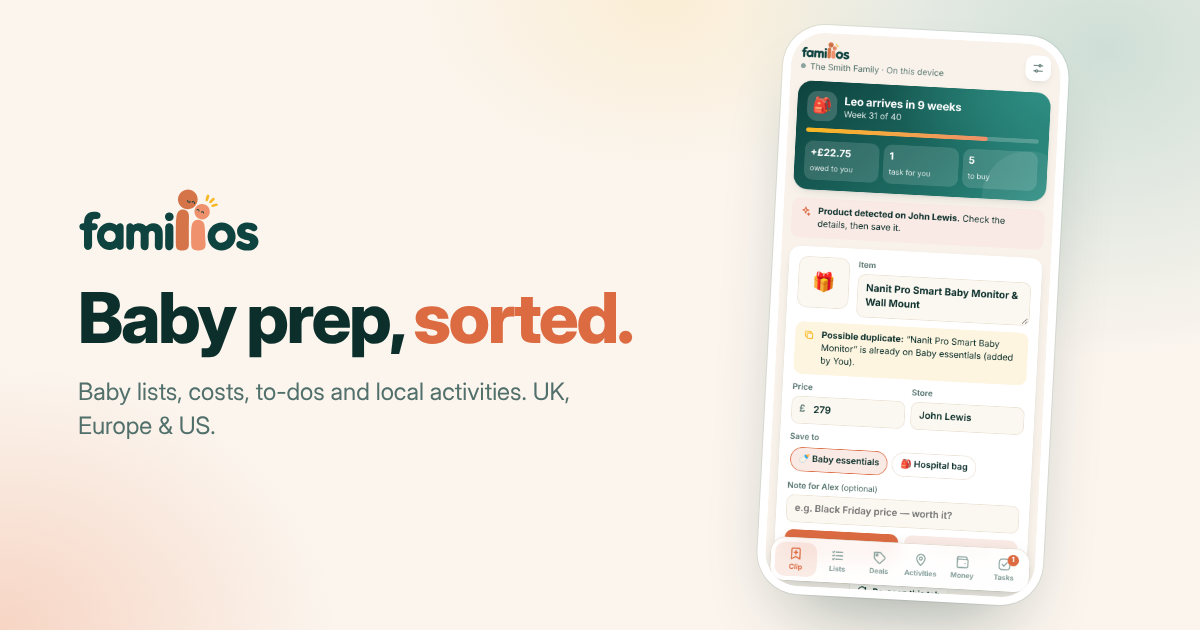 famillos
Baby prep, sorted.
Baby lists, costs, to-dos and local activities. UK,
Europe & US.
famillos
The Smith Family · On this device
Leo arrives in 9 weeks
Week 31 of 40
+£22.75
owed to you
1
task for you
5
to buy
Product detected on John Lewis. Check the
details, then save it.
Item
Nanit Pro Smart Baby Monitor &
Wall Mount
Possible duplicate: "Nanit Pro Smart Baby
Monitor" is already on Baby essentials (added
by You).
Price
Store
£ 279
John Lewis
Save to
Baby essentials
Hospital bag
Note for Alex (optional)
e.g. Black Friday price — worth it?
Clip
Lists
Deals
Activities
Money
Tasks
1